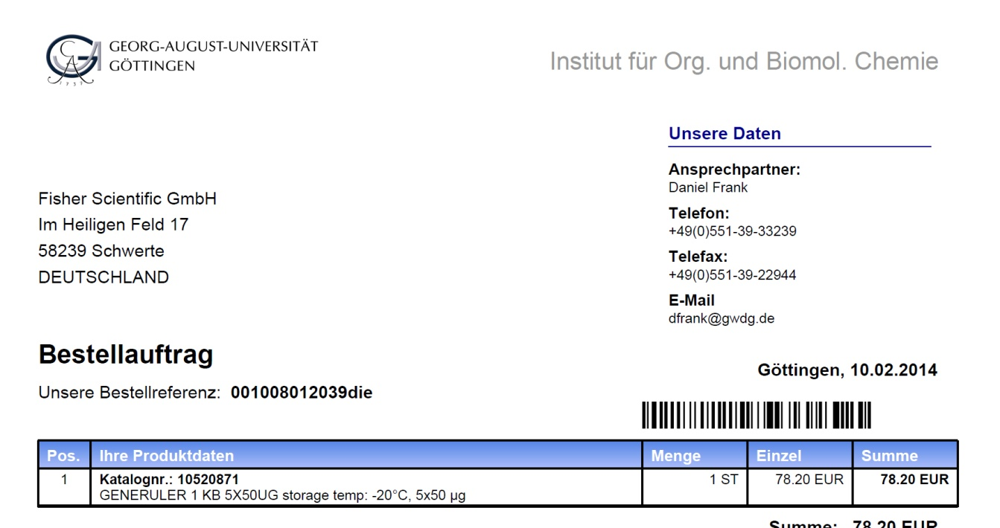 GEORG-AUGUST-UNIVERSITÄT
GÖTTINGEN
1737
Institut für Org. und Biomol. Chemie
Unsere Daten
Ansprechpartner:
Daniel Frank
Telefon:
+49(0)551-39-33239
Telefax:
+49(0)551-39-22944
E-Mail
dfrank@gwdg.de
Fisher Scientific GmbH
Im Heiligen Feld 17
58239 Schwerte
DEUTSCHLAND
Bestellauftrag
Göttingen, 10.02.2014
Unsere Bestellreferenz: 001008012039die
Pos. Ihre Produktdaten Menge Einzel Summe
1 Katalognr.: 10520871 1 ST 78.20 EUR 78.20 EUR
GENERULER 1 KB 5X50UG storage temp: -20°C, 5x50 µg
Summe: 78.20 EUR